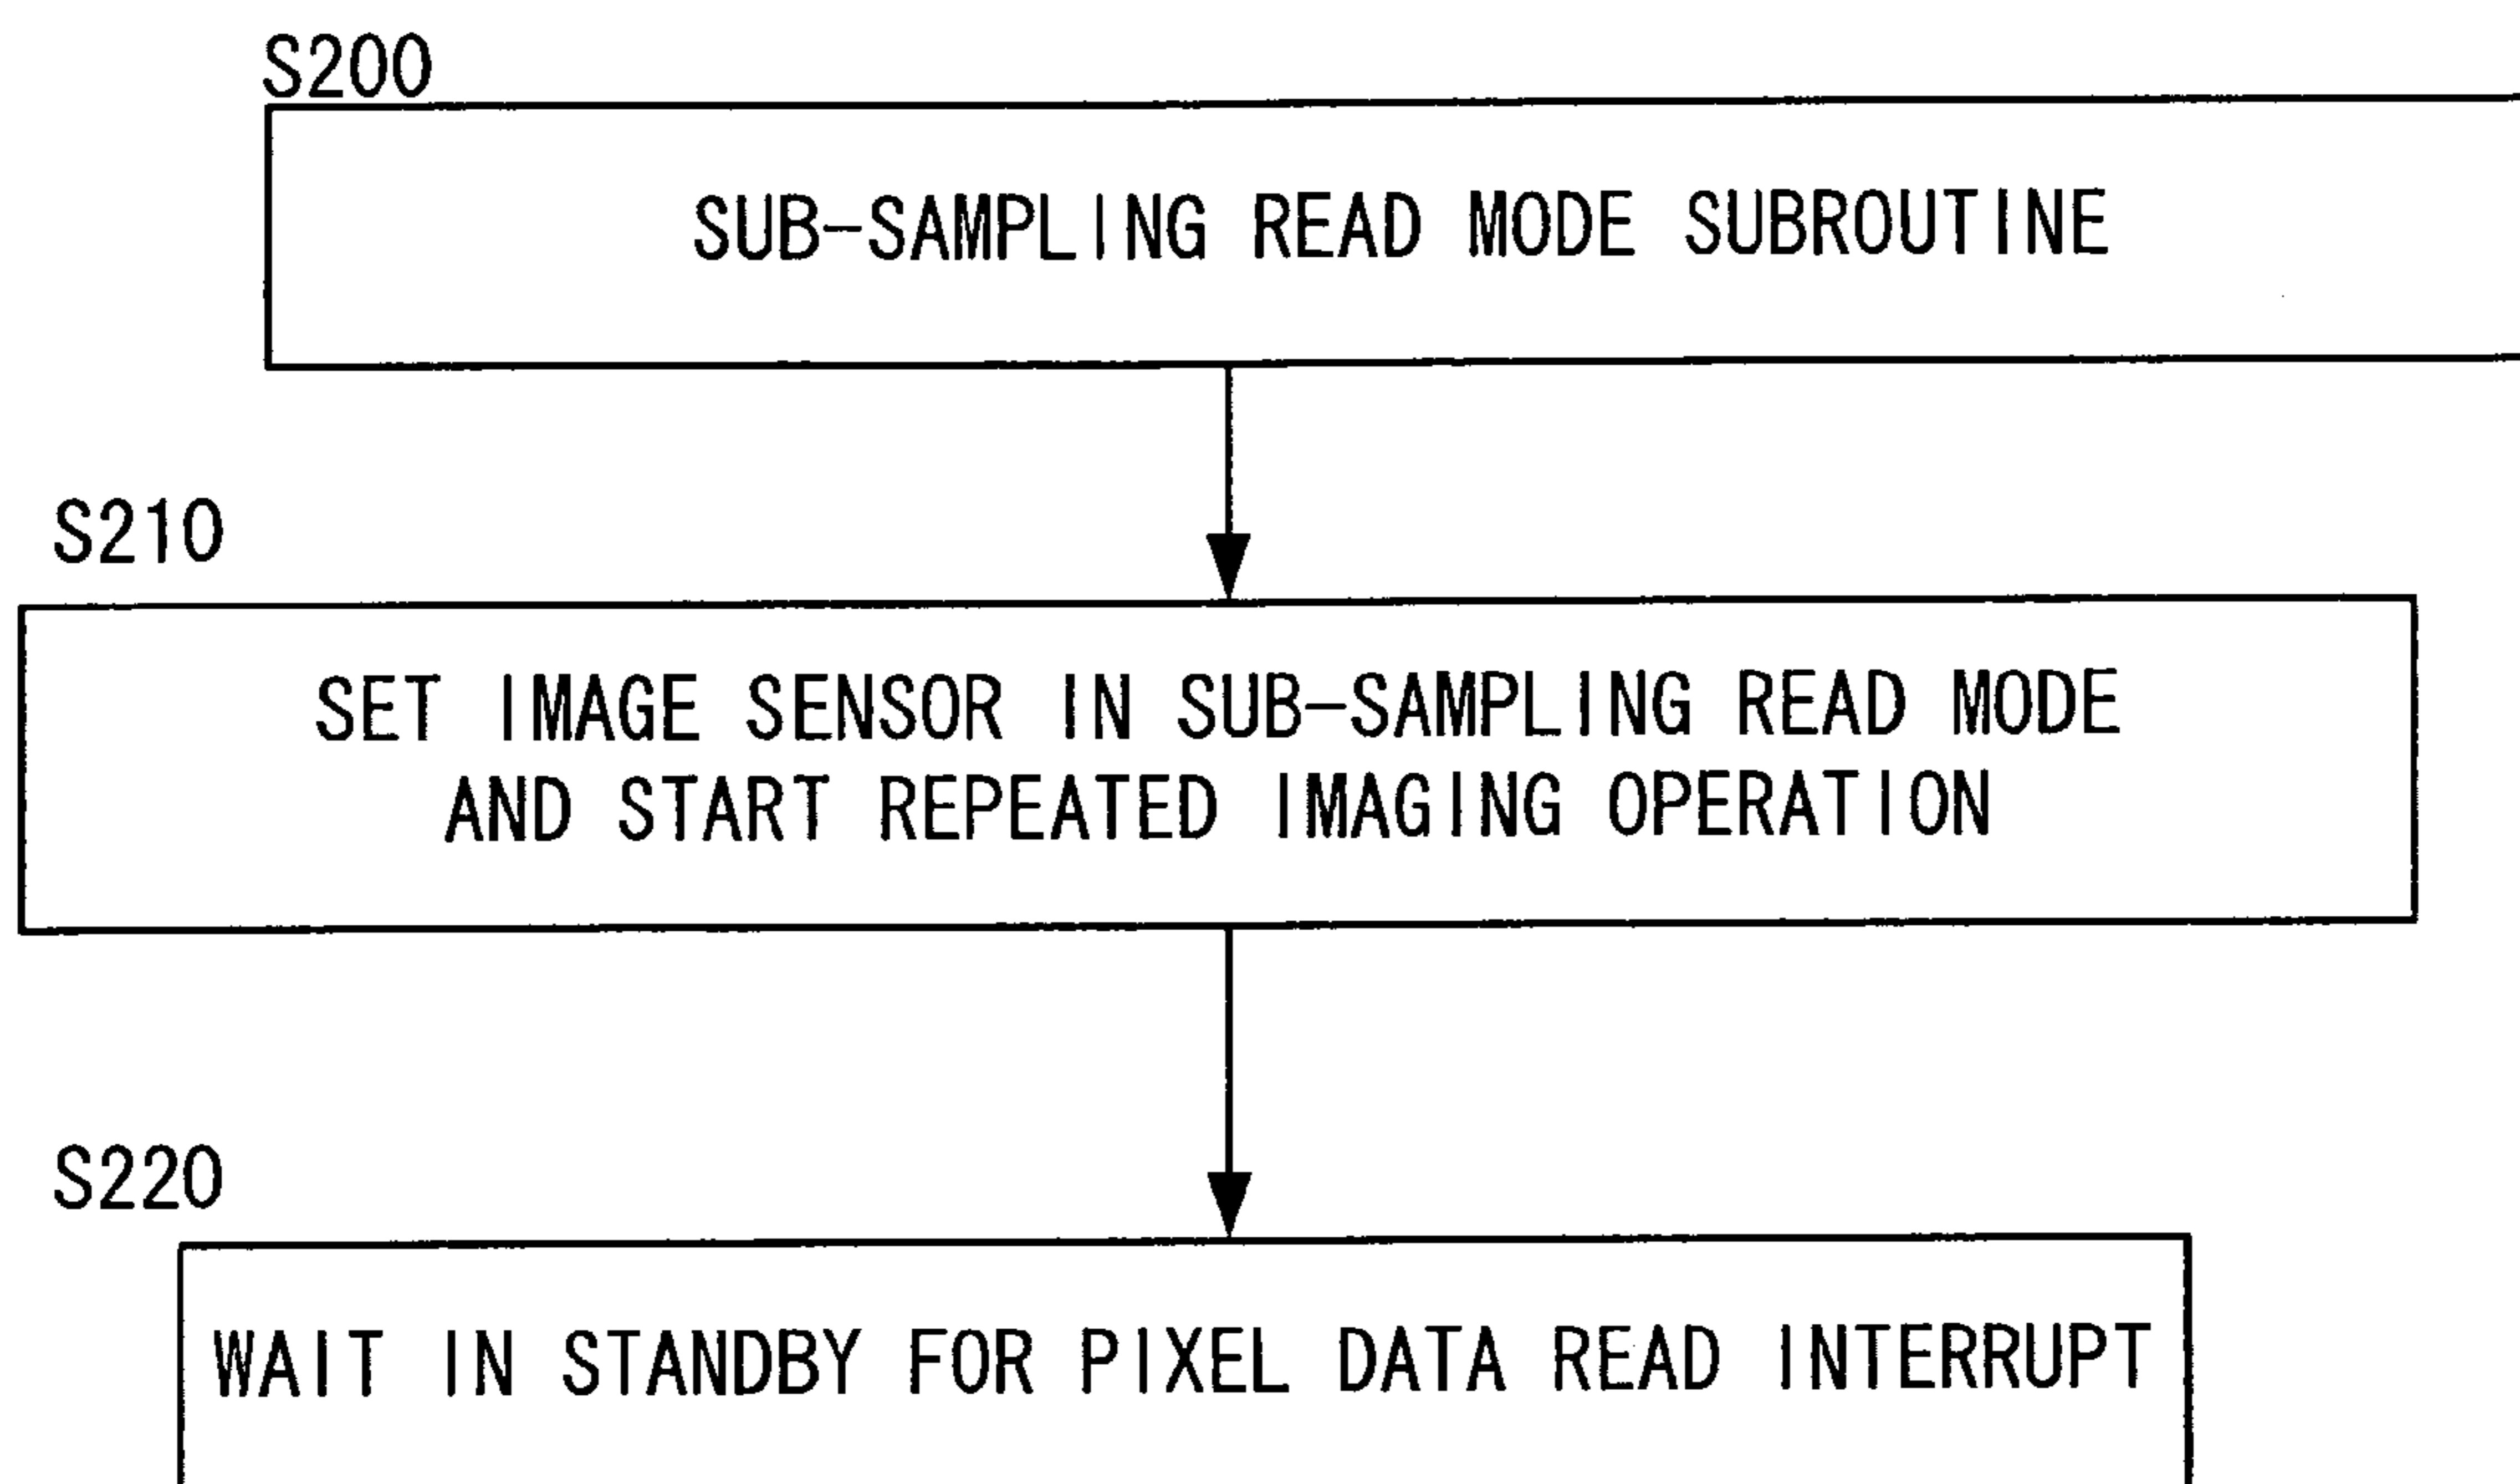 S200
SUB-SAMPLING READ MODE SUBROUTINE
S210
SET IMAGE SENSOR IN SUB-SAMPLING READ MODE
AND START REPEATED IMAGING OPERATION
S220
WAIT IN STANDBY FOR PIXEL DATA READ INTERRUPT